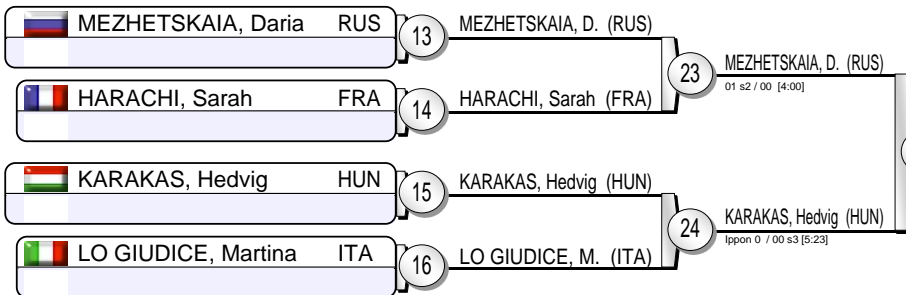 MEZHETSKAIA, Daria RUS
13
MEZHETSKAIA, D. (RUS)
HARACHI, Sarah FRA
14
HARACHI, Sarah (FRA)
23
MEZHETSKAIA, D. (RUS)
01 s2 / 00 [4:00]
KARAKAS, Hedvig HUN
15
KARAKAS, Hedvig (HUN)
LO GIUDICE, Martina ITA
16
LO GIUDICE, M. (ITA)
24
KARAKAS, Hedvig (HUN)
Ippon 0 / 00 s3 [5:23]